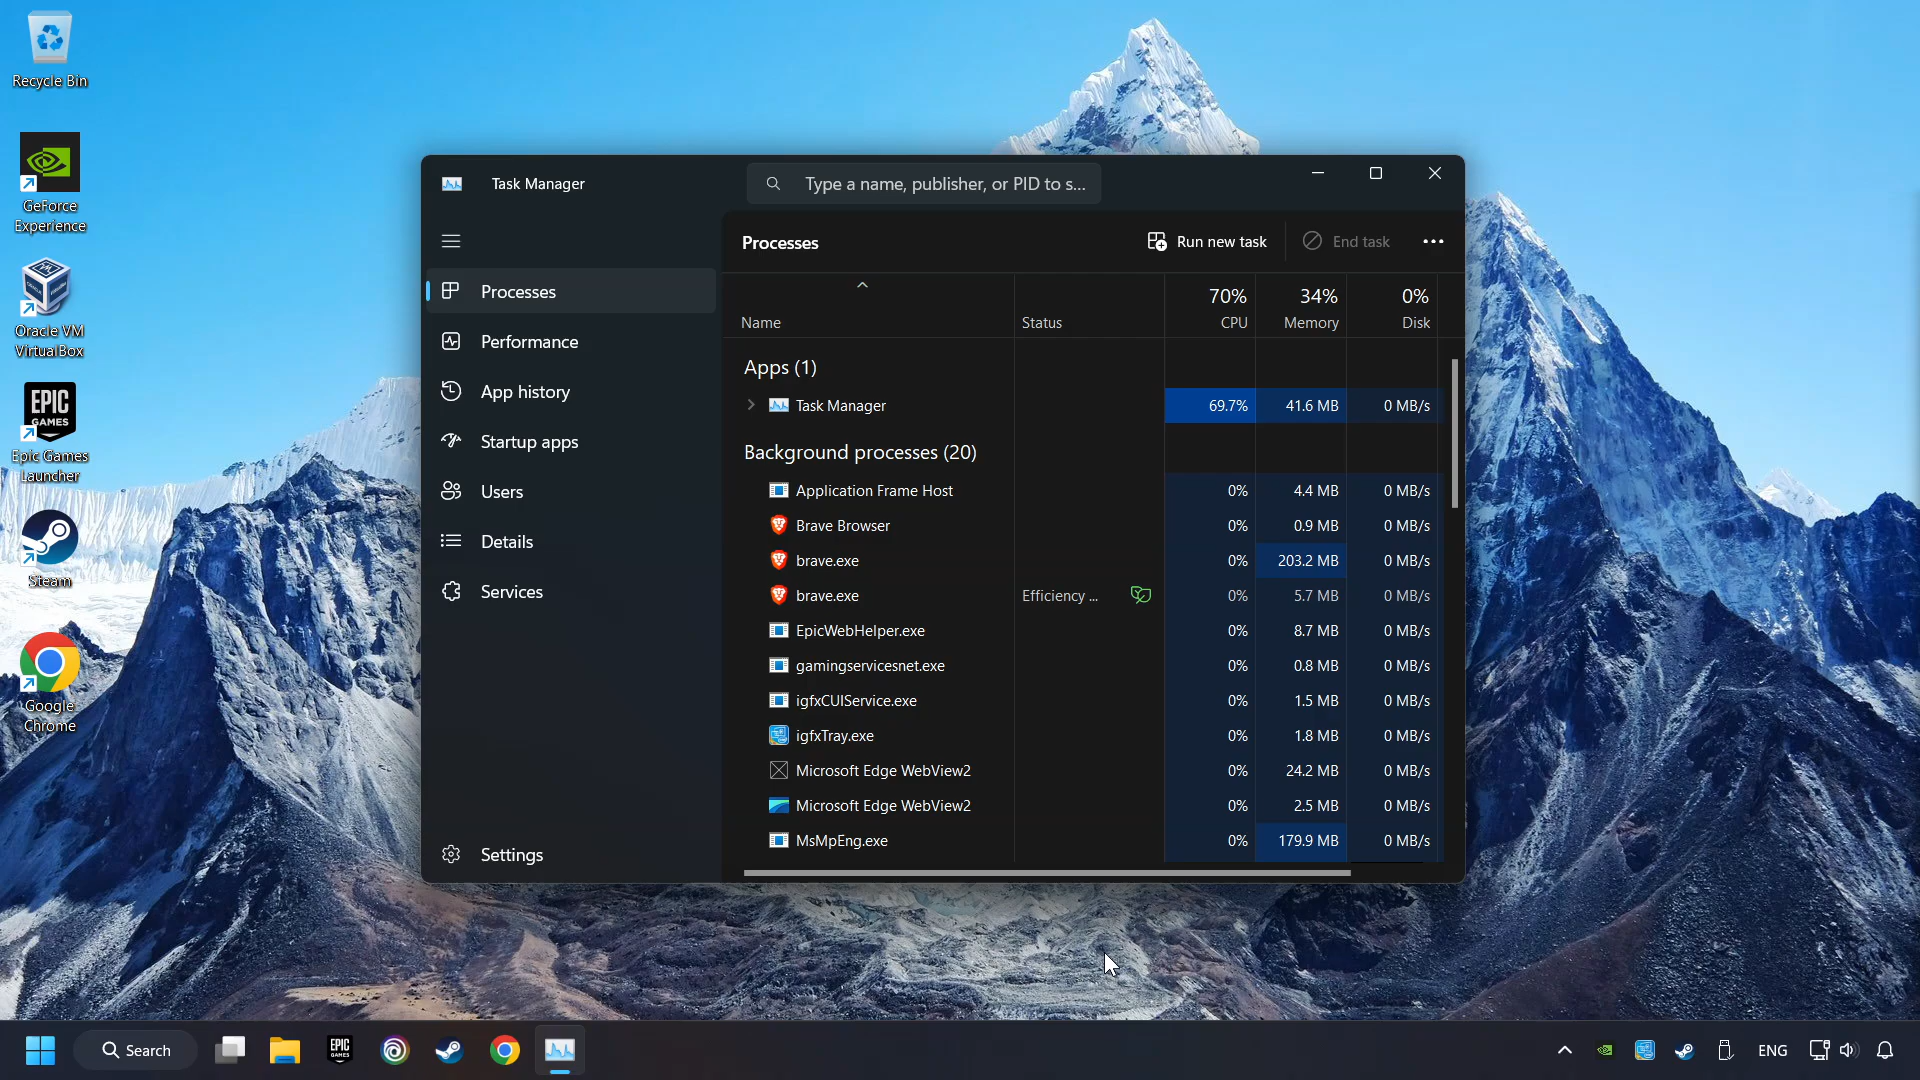 Recycle Bin
GeForce
Experience
Oracle VM
VirtualBox
EPIC
GAMES
Epic Games
Launcher
Steam
Google
Chrome
Task Manager
Type a name, publisher, or PID to s...
Processes
Performance
App history
Startup apps
Users
Details
Services
Settings
Processes
Run new task
End task
70%
34%
0%
Name
Status
CPU
Memory
Disk
Apps (1)
Task Manager 69.7% 41.6 MB 0 MB/s
Background processes (20)
Application Frame Host 0% 4.4 MB 0 MB/s
Brave Browser 0% 0.9 MB 0 MB/s
brave.exe 0% 203.2 MB 0 MB/s
brave.exe Efficiency ... 0% 5.7 MB 0 MB/s
EpicWebHelper.exe 0% 8.7 MB 0 MB/s
gamingservicesnet.exe 0% 0.8 MB 0 MB/s
igfxCUIService.exe 0% 1.5 MB 0 MB/s
igfxTray.exe 0% 1.8 MB 0 MB/s
Microsoft Edge WebView2 0% 24.2 MB 0 MB/s
Microsoft Edge WebView2 0% 2.5 MB 0 MB/s
MsMpEng.exe 0% 179.9 MB 0 MB/s
Search
EPIC
GAMES
ENG